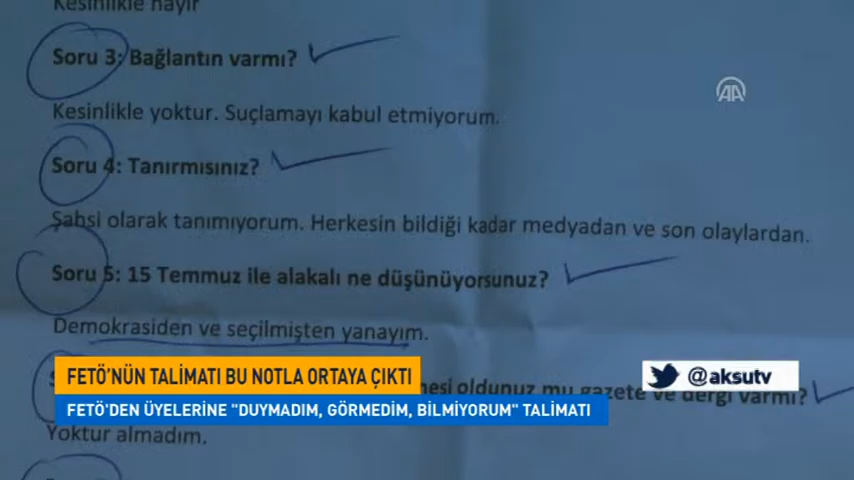 Kesinlikle hayır
Soru 3: Bağlantın varmı?
AA
Kesinlikle yoktur. Suçlamayı kabul etmiyorum.
Soru 4: Tanırmısınız?
Şahsi olarak tanımıyorum. Herkesin bildiği kadar medyadan ve son olaylardan.
Soru 5: 15 Temmuz ile alakalı ne düşünüyorsunuz?
Demokrasiden ve seçilmişten yanayım.
FETÖ'NÜN TALİMATI BU NOTLA ORTAYA ÇIKTI
@aksutv
oldunuz mu gazete ve dergi varmı?
FETÖ'DEN ÜYELERİNE "DUYMADIM, GÖRMEDİM, BİLMİYORUM" TALİMATI
Yoktur almadım.